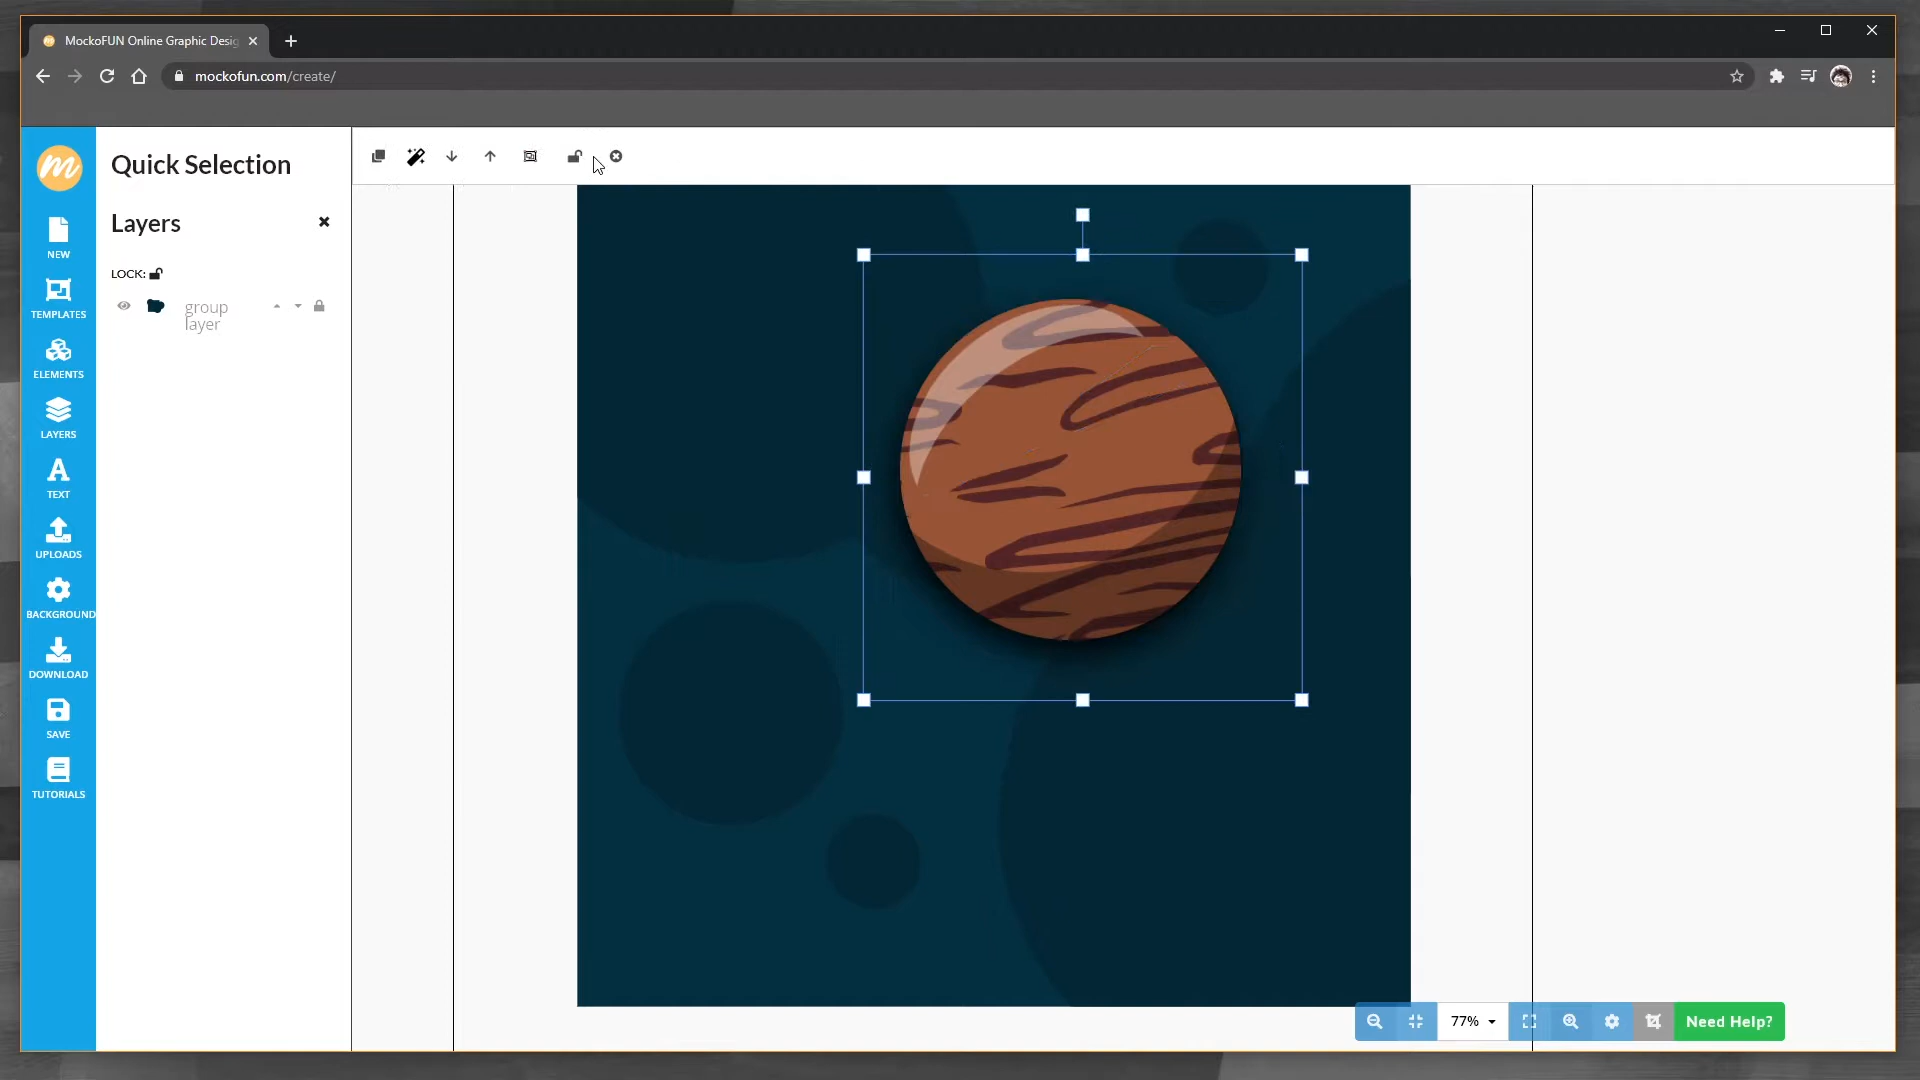 MockoFUN Online Graphic Desig
mockofun.com/create/
Quick Selection
Layers
LOCK:
group
layer
NEW
TEMPLATES
ELEMENTS
LAYERS
TEXT
UPLOADS
BACKGROUND
DOWNLOAD
SAVE
TUTORIALS
77%
Need Help?